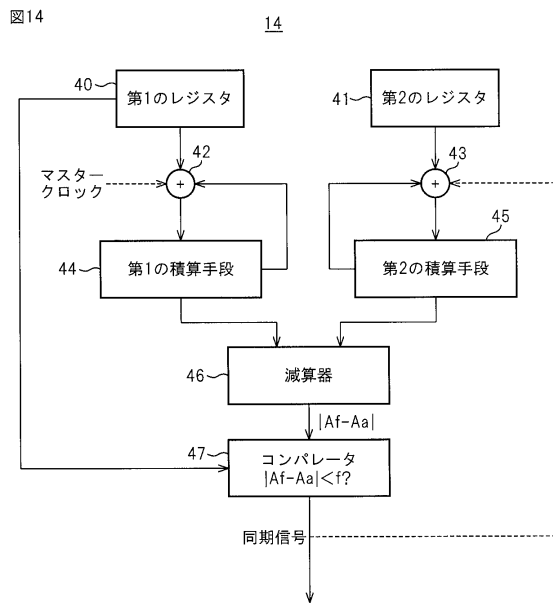 図14
14
40
第1のレジスタ
41
第2のレジスタ
マスター
クロック
42
+
43
+
44
第1の積算手段
45
第2の積算手段
46
減算器
|Af-Aa|
47
コンパレータ
|Af-Aa|<f?
同期信号